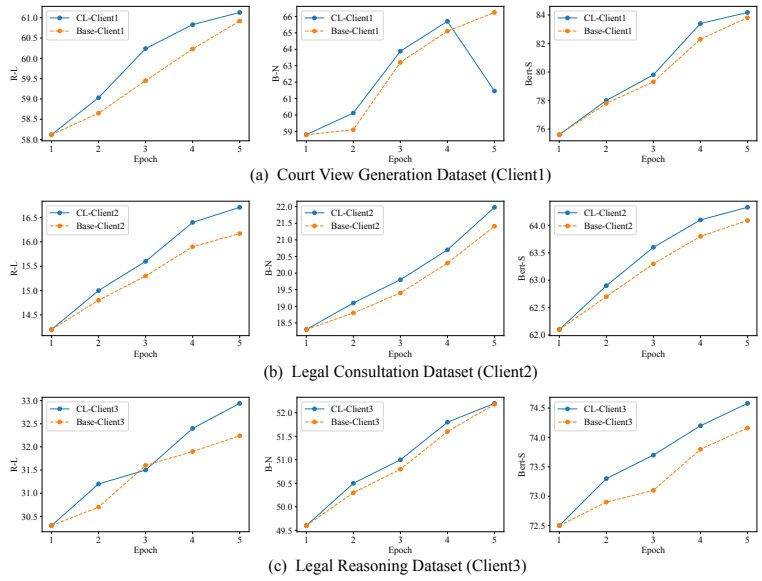 CL-Client1
Base-Client1
R-L
61.0
60.5
60.0
59.5
59.0
58.5
58.0
1 2 3 4 5
Epoch
CL-Client1
Base-Client1
B-N
66
65
64
63
62
61
60
59
1 2 3 4 5
Epoch
CL-Client1
Base-Client1
Bert-S
84
82
80
78
76
1 2 3 4 5
Epoch
(a) Court View Generation Dataset (Client1)
CL-Client2
Base-Client2
R-L
16.5
16.0
15.5
15.0
14.5
1 2 3 4 5
Epoch
CL-Client2
Base-Client2
B-N
22.0
21.5
21.0
20.5
20.0
19.5
19.0
18.5
1 2 3 4 5
Epoch
CL-Client2
Base-Client2
Bert-S
64.0
63.5
63.0
62.5
62.0
1 2 3 4 5
Epoch
(b) Legal Consultation Dataset (Client2)
CL-Client3
Base-Client3
R-L
33.0
32.5
32.0
31.5
31.0
30.5
1 2 3 4 5
Epoch
CL-Client3
Base-Client3
B-N
52.0
51.5
51.0
50.5
50.0
49.5
1 2 3 4 5
Epoch
CL-Client3
Base-Client3
Bert-S
74.5
74.0
73.5
73.0
72.5
1 2 3 4 5
Epoch
(c) Legal Reasoning Dataset (Client3)